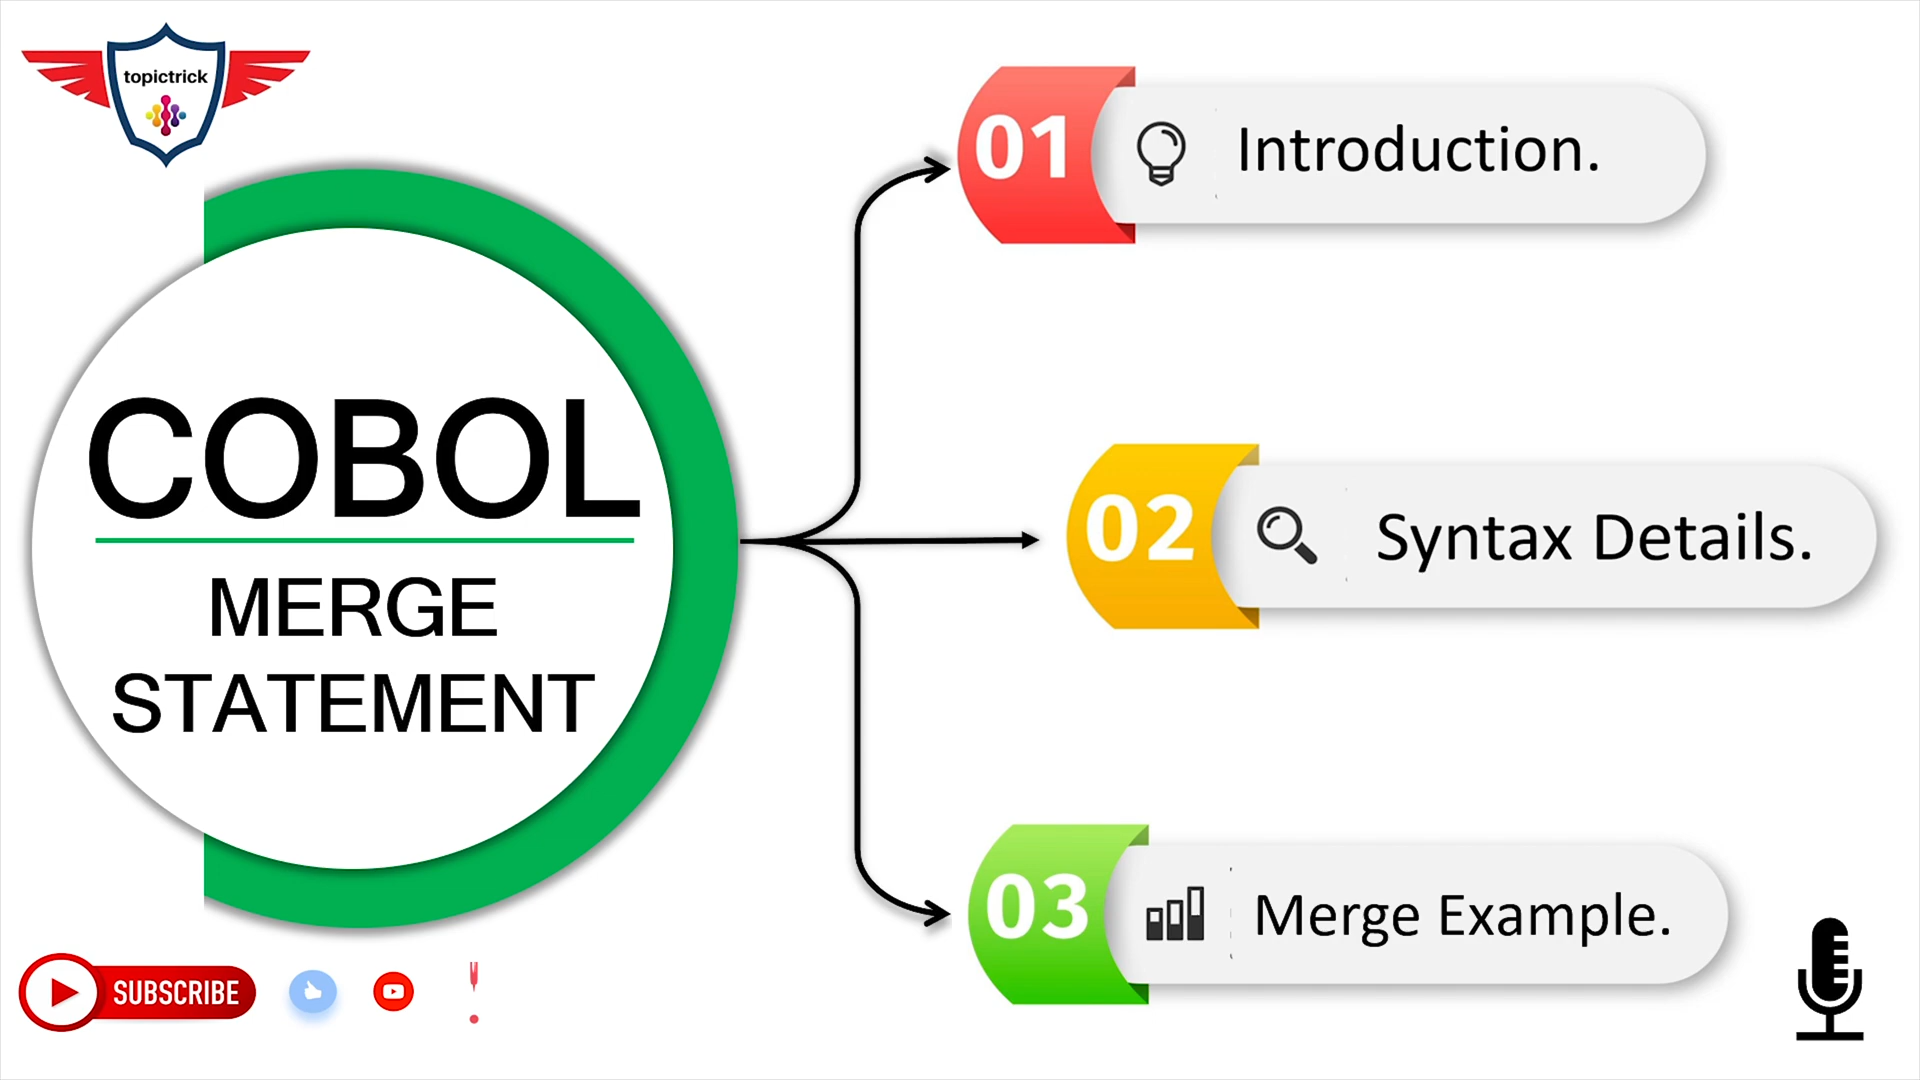 topictrick
COBOL
MERGE
STATEMENT
01
Introduction.
02
Syntax Details.
03
Merge Example.
SUBSCRIBE